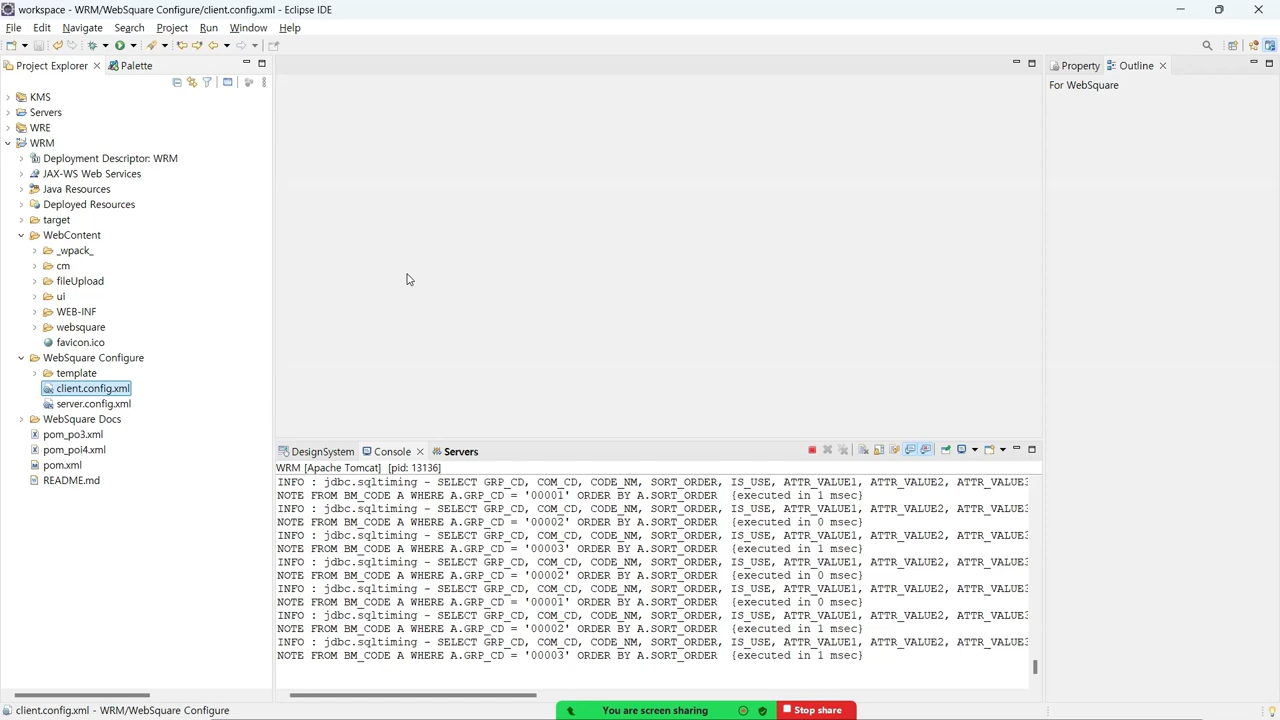 workspace - WRM/WebSquare Configure/client.config.xml - Eclipse IDE
File Edit Navigate Search Project Run Window Help
Project Explorer Palette
KMS
Servers
WRE
WRM
Deployment Descriptor: WRM
JAX-WS Web Services
Java Resources
Deployed Resources
target
WebContent
_wpack_
cm
fileUpload
ui
WEB-INF
websquare
favicon.ico
WebSquare Configure
template
client.config.xml
server.config.xml
WebSquare Docs
pom_po3.xml
pom_poi4.xml
pom.xml
README.md
Property Outline
For WebSquare
DesignSystem Console Servers
WRM [Apache Tomcat] [pid: 13136]
INFO : jdbc.sqltiming - SELECT GRP_CD, COM_CD, CODE_NM, SORT_ORDER, IS_USE, ATTR_VALUE1, ATTR_VALUE2, ATTR_VALUE3
NOTE FROM BM_CODE A WHERE A.GRP_CD = '00001' ORDER BY A.SORT_ORDER {executed in 1 msec}
INFO : jdbc.sqltiming - SELECT GRP_CD, COM_CD, CODE_NM, SORT_ORDER, IS_USE, ATTR_VALUE1, ATTR_VALUE2, ATTR_VALUE3
NOTE FROM BM_CODE A WHERE A.GRP_CD = '00002' ORDER BY A.SORT_ORDER {executed in 0 msec}
INFO : jdbc.sqltiming - SELECT GRP_CD, COM_CD, CODE_NM, SORT_ORDER, IS_USE, ATTR_VALUE1, ATTR_VALUE2, ATTR_VALUE3
NOTE FROM BM_CODE A WHERE A.GRP_CD = '00003' ORDER BY A.SORT_ORDER {executed in 1 msec}
INFO : jdbc.sqltiming - SELECT GRP_CD, COM_CD, CODE_NM, SORT_ORDER, IS_USE, ATTR_VALUE1, ATTR_VALUE2, ATTR_VALUE3
NOTE FROM BM_CODE A WHERE A.GRP_CD = '00002' ORDER BY A.SORT_ORDER {executed in 0 msec}
INFO : jdbc.sqltiming - SELECT GRP_CD, COM_CD, CODE_NM, SORT_ORDER, IS_USE, ATTR_VALUE1, ATTR_VALUE2, ATTR_VALUE3
NOTE FROM BM_CODE A WHERE A.GRP_CD = '00001' ORDER BY A.SORT_ORDER {executed in 0 msec}
INFO : jdbc.sqltiming - SELECT GRP_CD, COM_CD, CODE_NM, SORT_ORDER, IS_USE, ATTR_VALUE1, ATTR_VALUE2, ATTR_VALUE3
NOTE FROM BM_CODE A WHERE A.GRP_CD = '00002' ORDER BY A.SORT_ORDER {executed in 1 msec}
INFO : jdbc.sqltiming - SELECT GRP_CD, COM_CD, CODE_NM, SORT_ORDER, IS_USE, ATTR_VALUE1, ATTR_VALUE2, ATTR_VALUE3
NOTE FROM BM_CODE A WHERE A.GRP_CD = '00003' ORDER BY A.SORT_ORDER {executed in 1 msec}
client.config.xml - WRM/WebSquare Configure
You are screen sharing Stop share